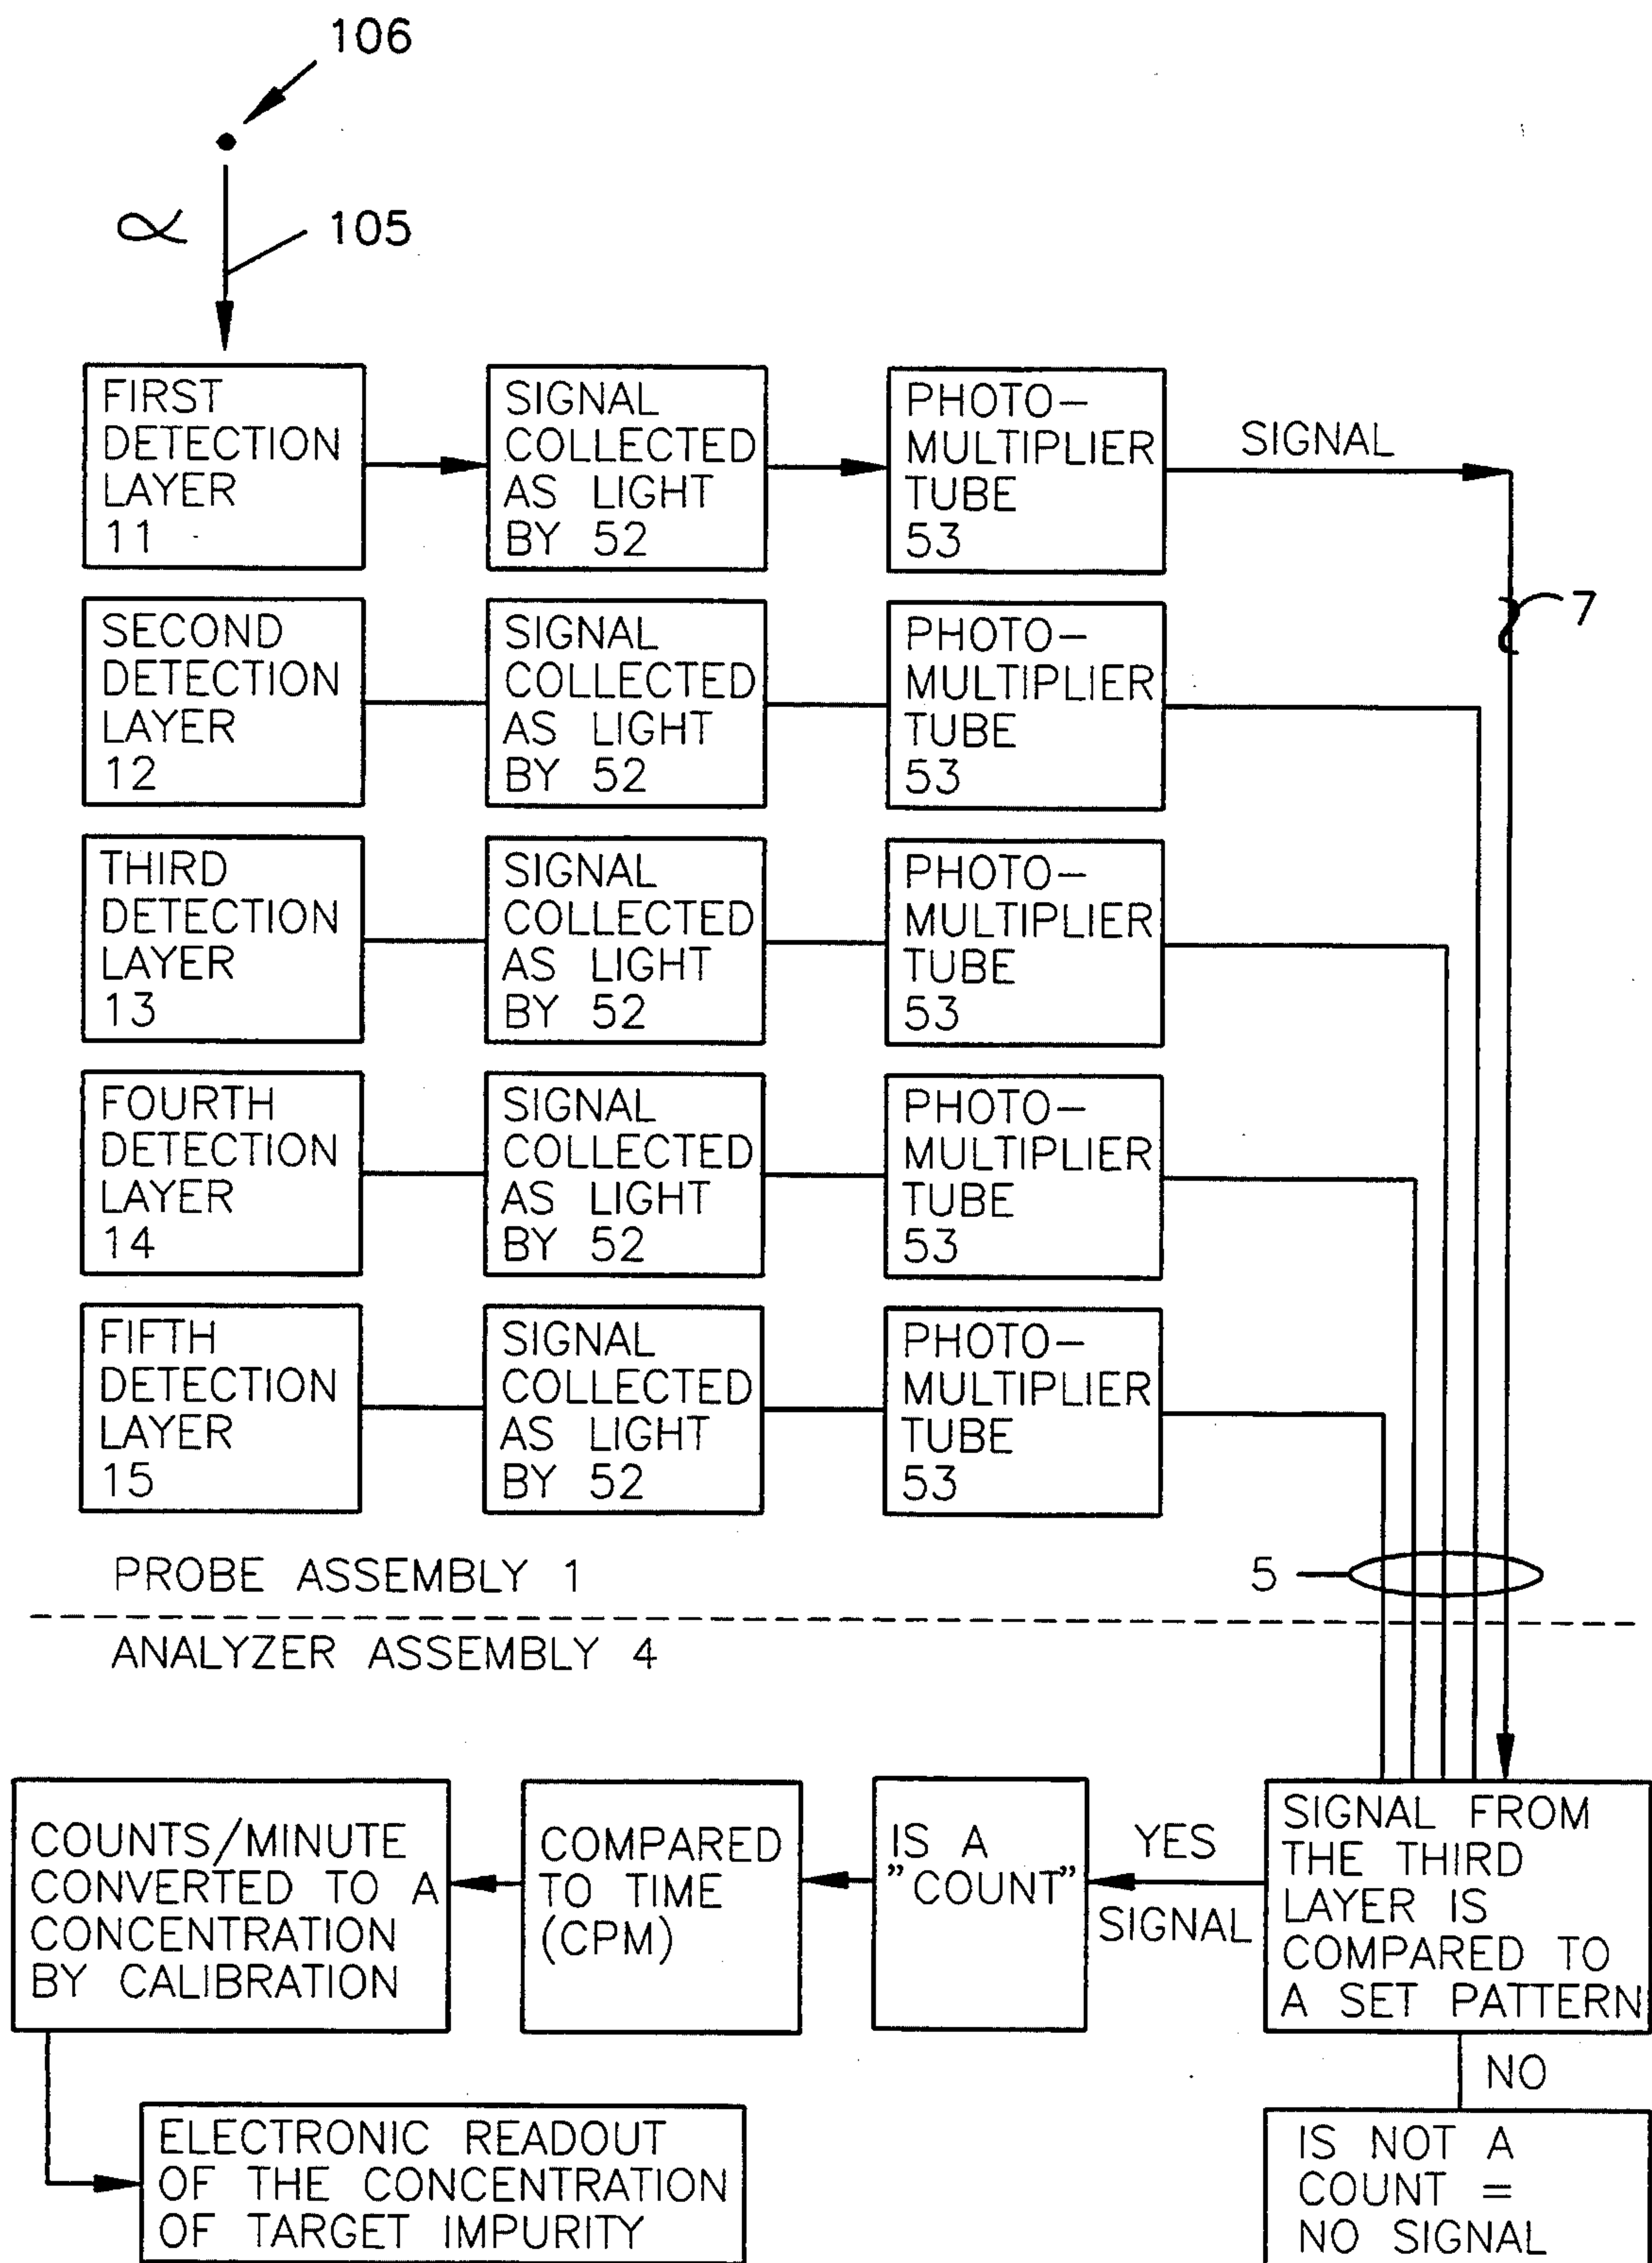 106
α
105
FIRST
DETECTION
LAYER
11
SIGNAL
COLLECTED
AS LIGHT
BY 52
PHOTO-
MULTIPLIER
TUBE
53
SIGNAL
7
SECOND
DETECTION
LAYER
12
SIGNAL
COLLECTED
AS LIGHT
BY 52
PHOTO-
MULTIPLIER
TUBE
53
THIRD
DETECTION
LAYER
13
SIGNAL
COLLECTED
AS LIGHT
BY 52
PHOTO-
MULTIPLIER
TUBE
53
FOURTH
DETECTION
LAYER
14
SIGNAL
COLLECTED
AS LIGHT
BY 52
PHOTO-
MULTIPLIER
TUBE
53
FIFTH
DETECTION
LAYER
15
SIGNAL
COLLECTED
AS LIGHT
BY 52
PHOTO-
MULTIPLIER
TUBE
53
PROBE ASSEMBLY 1
5
ANALYZER ASSEMBLY 4
SIGNAL FROM
THE THIRD
LAYER IS
COMPARED TO
A SET PATTERN
YES
SIGNAL
IS A
"COUNT"
COMPARED
TO TIME
(CPM)
COUNTS/MINUTE
CONVERTED TO A
CONCENTRATION
BY CALIBRATION
NO
ELECTRONIC READOUT
OF THE CONCENTRATION
OF TARGET IMPURITY
IS NOT A
COUNT =
NO SIGNAL